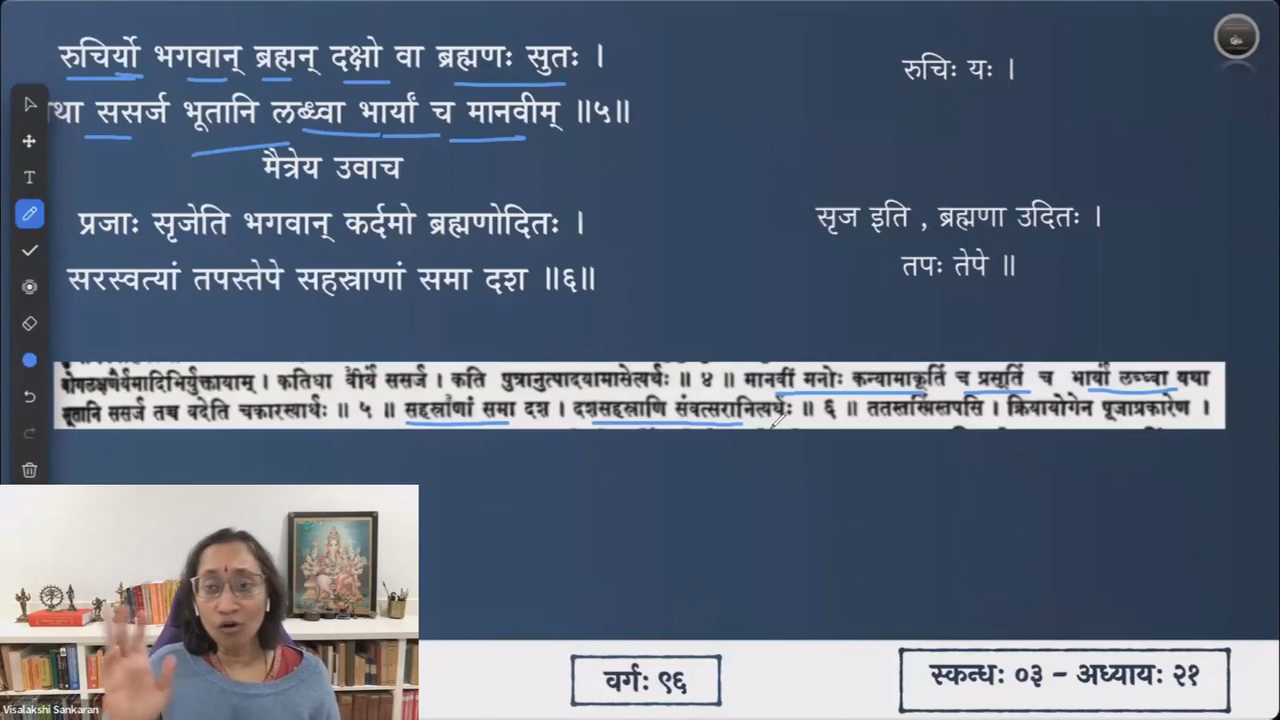 रुचिर्यो भगवान् ब्रह्मन् दक्षो वा ब्रह्मणः सुतः ।
था ससर्ज भूतानि लब्ध्वा भार्यां च मानवीम् ॥५॥
मैत्रेय उवाच
प्रजाः सृजेति भगवान् कर्दमो ब्रह्मणोदितः ।
सरस्वत्यां तपस्तेपे सहस्राणां समा दश ॥६॥
रुचिः यः ।
सृज इति , ब्रह्मणा उदितः ।
तपः तेपे ॥
योगलक्षणैर्यमादिभिर्युक्तायाम् । कतिधा वीर्यं ससर्ज । कति पुत्रानुत्पादयामासेत्यर्थः ॥ ४ ॥ मानवीं मनोः कन्यामाकूतिं च प्रसूतिं च भार्यां लब्ध्वा यथा
भूतानि ससर्ज तच्च वदेति चकारस्यार्थः ॥ ५ ॥ सहस्राणां समा दश । दशसहस्राणि संवत्सरानित्यर्थः ॥ ६ ॥ ततस्तस्मिंस्तपसि । क्रियायोगेन पूजाप्रकारेण ।
Visalakshi Sankaran
वर्गः ९६
स्कन्धः ०३ - अध्यायः २१